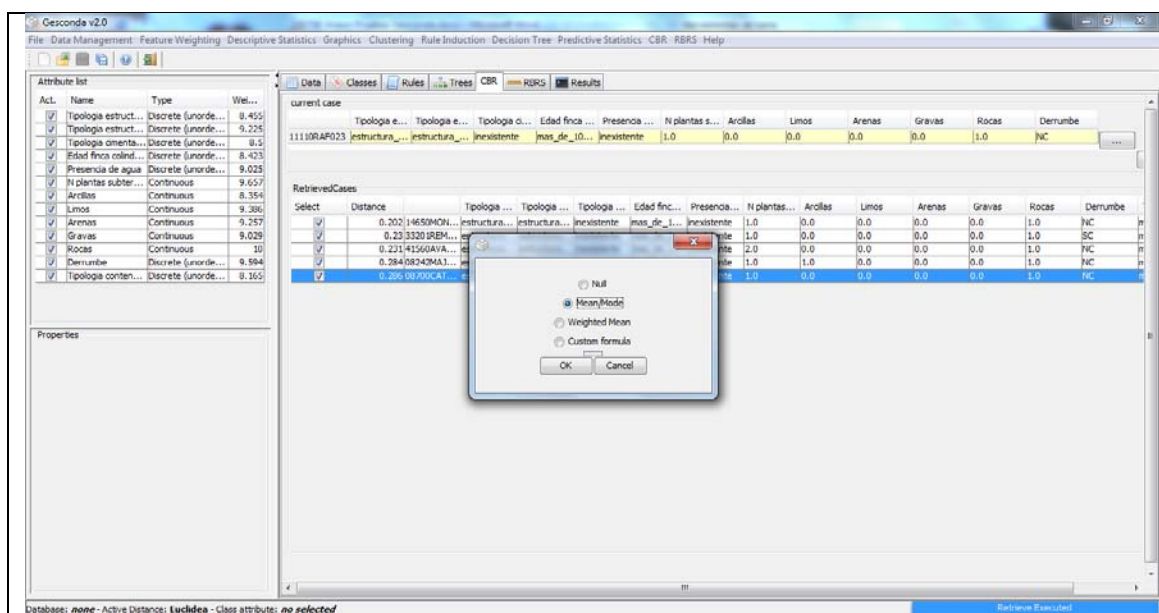 Gesconda v2.0
File Data Management Feature Weighting Descriptive Statistics Graphics Clustering Rule Induction Decision Tree Predictive Statistics CBR RBRS Help
Attribute list
Act. Name Type Wei...
Tipologia estruct... Discrete (unorde... 8.455
Tipologia estruct... Discrete (unorde... 9.225
Tipologia cimenta... Discrete (unorde... 8.5
Edad finca colind... Discrete (unorde... 8.423
Presencia de agua Discrete (unorde... 9.025
N plantas subter... Continuous 9.657
Arcillas Continuous 8.354
Limos Continuous 9.386
Arenas Continuous 9.257
Gravas Continuous 9.029
Rocas Continuous 10
Derrumbe Discrete (unorde... 9.594
Tipologia conten... Discrete (unorde... 8.165
Properties
Data Classes Rules Trees CBR RBRS Results
current case
Tipologia e... Tipologia e... Tipologia ci... Edad finca ... Presencia ... N plantas s... Arcillas Limos Arenas Gravas Rocas Derrumbe
11110RAF023 estructura_... estructura_... inexistente mas_de_10... inexistente 1.0 0.0 0.0 0.0 0.0 1.0 NC ...
RetrievedCases
Select Distance Tipologia ... Tipologia ... Tipologia ... Edad finc... Presencia... N plantas... Arcillas Limos Arenas Gravas Rocas Derrumbe
0.202 14650MON... estructura... estructura... inexistente mas_de_1... inexistente 1.0 0.0 0.0 0.0 0.0 1.0 NC
0.23 33201REM... nte 1.0 0.0 0.0 0.0 0.0 1.0 SC
0.231 41560AVA... nte 2.0 0.0 0.0 0.0 0.0 1.0 NC
0.284 08242MAJ... nte 1.0 1.0 0.0 0.0 0.0 1.0 NC
0.286 08700CAT... nte 1.0 0.0 0.0 0.0 0.0 1.0 NC
Null
Mean/Mode
Weighted Mean
Custom formula
OK Cancel
Database: none - Active Distance: Euclidea - Class attribute: no selected
Retrieve Executed